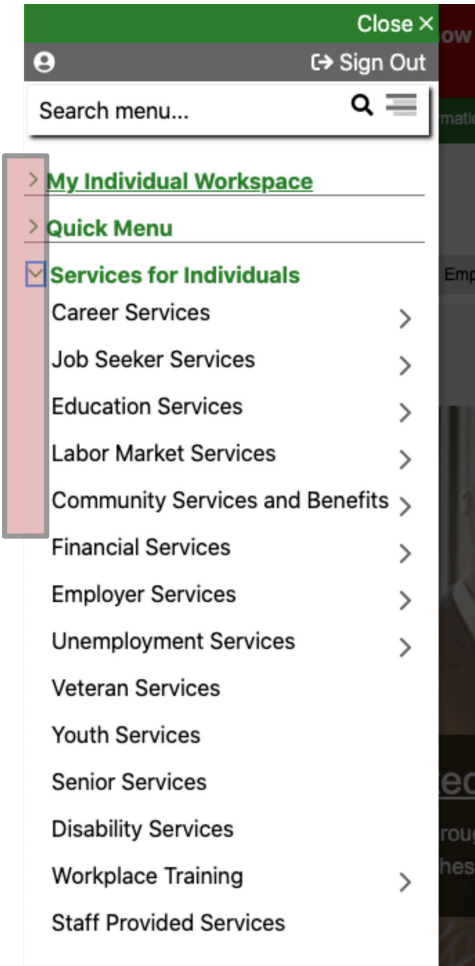 Close ×
ow
Sign Out
Search menu...
My Individual Workspace
Quick Menu
Services for Individuals
Emp
Career Services
Job Seeker Services
Education Services
Labor Market Services
Community Services and Benefits
Financial Services
Employer Services
Unemployment Services
Veteran Services
Youth Services
Senior Services
Disability Services
Workplace Training
Staff Provided Services